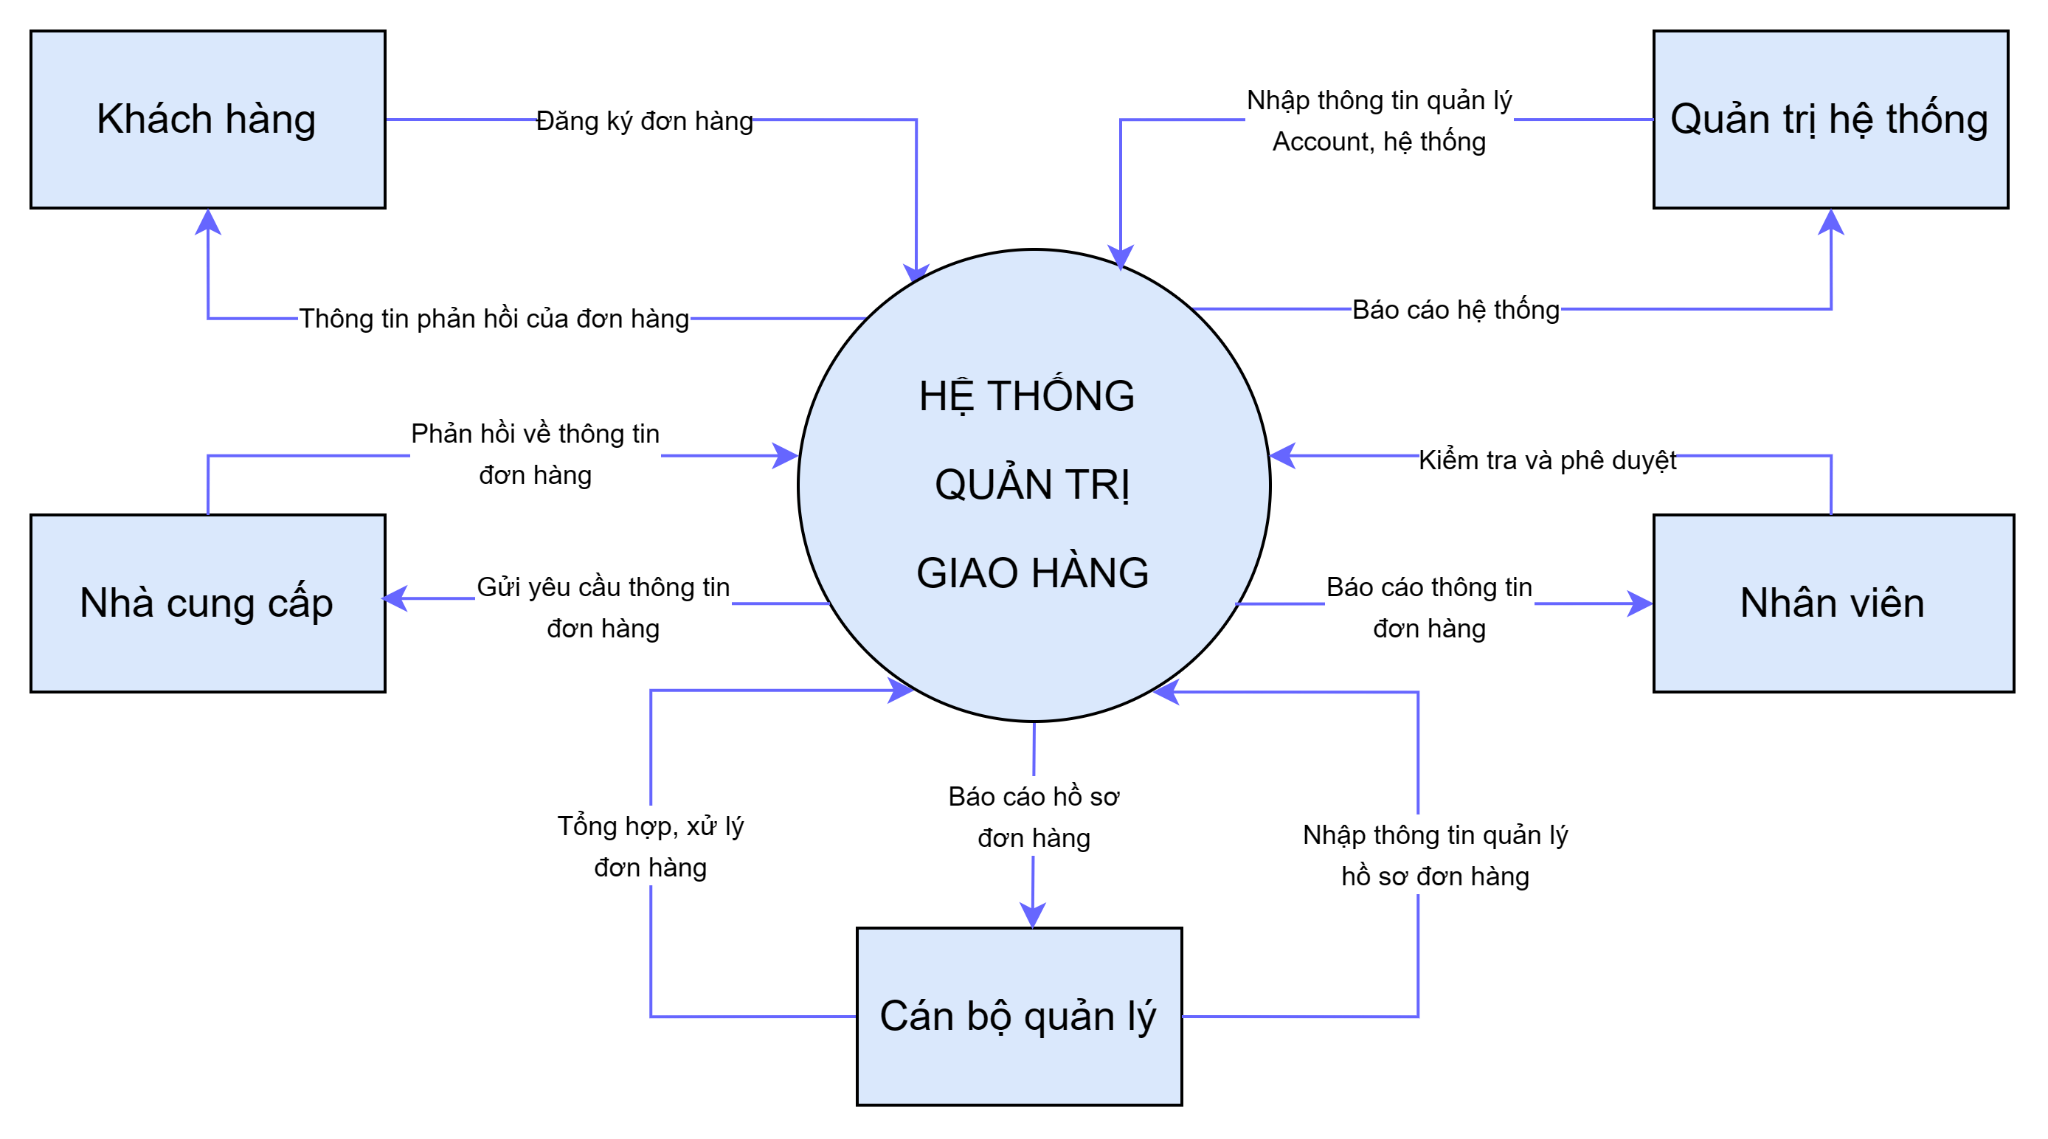 Khách hàng
Đăng ký đơn hàng
Nhập thông tin quản lý
Account, hệ thống
Quản trị hệ thống
Thông tin phản hồi của đơn hàng
Báo cáo hệ thống
HỆ THỐNG
QUẢN TRỊ
GIAO HÀNG
Phản hồi về thông tin
đơn hàng
Kiểm tra và phê duyệt
Nhà cung cấp
Gửi yêu cầu thông tin
đơn hàng
Báo cáo thông tin
đơn hàng
Nhân viên
Tổng hợp, xử lý
đơn hàng
Báo cáo hồ sơ
đơn hàng
Nhập thông tin quản lý
hồ sơ đơn hàng
Cán bộ quản lý